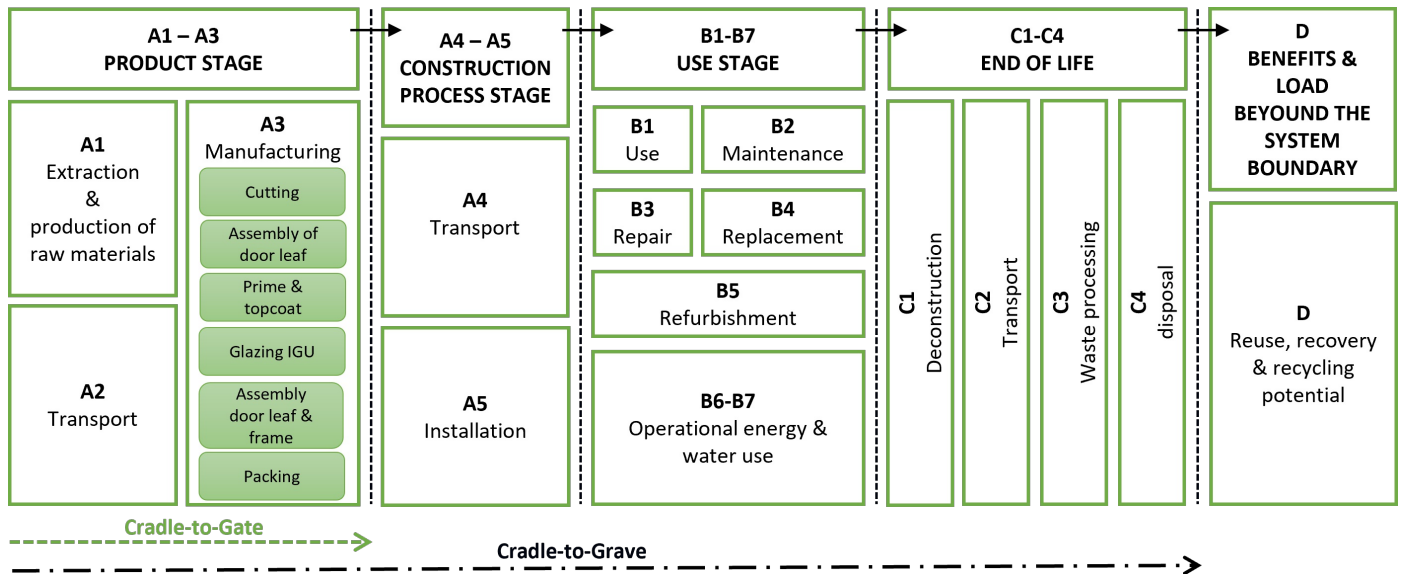 A1 – A3
PRODUCT STAGE
A1
Extraction
&
production of
raw materials
A2
Transport
A3
Manufacturing
Cutting
Assembly of
door leaf
Prime &
topcoat
Glazing IGU
Assembly
door leaf &
frame
Packing
A4 – A5
CONSTRUCTION
PROCESS STAGE
A4
Transport
A5
Installation
B1-B7
USE STAGE
B1
Use
B2
Maintenance
B3
Repair
B4
Replacement
B5
Refurbishment
B6-B7
Operational energy &
water use
C1-C4
END OF LIFE
C1
Deconstruction
C2
Transport
C3
Waste processing
C4
disposal
D
BENEFITS &
LOAD
BEYOUND THE
SYSTEM
BOUNDARY
D
Reuse, recovery
& recycling
potential
Cradle-to-Gate
Cradle-to-Grave